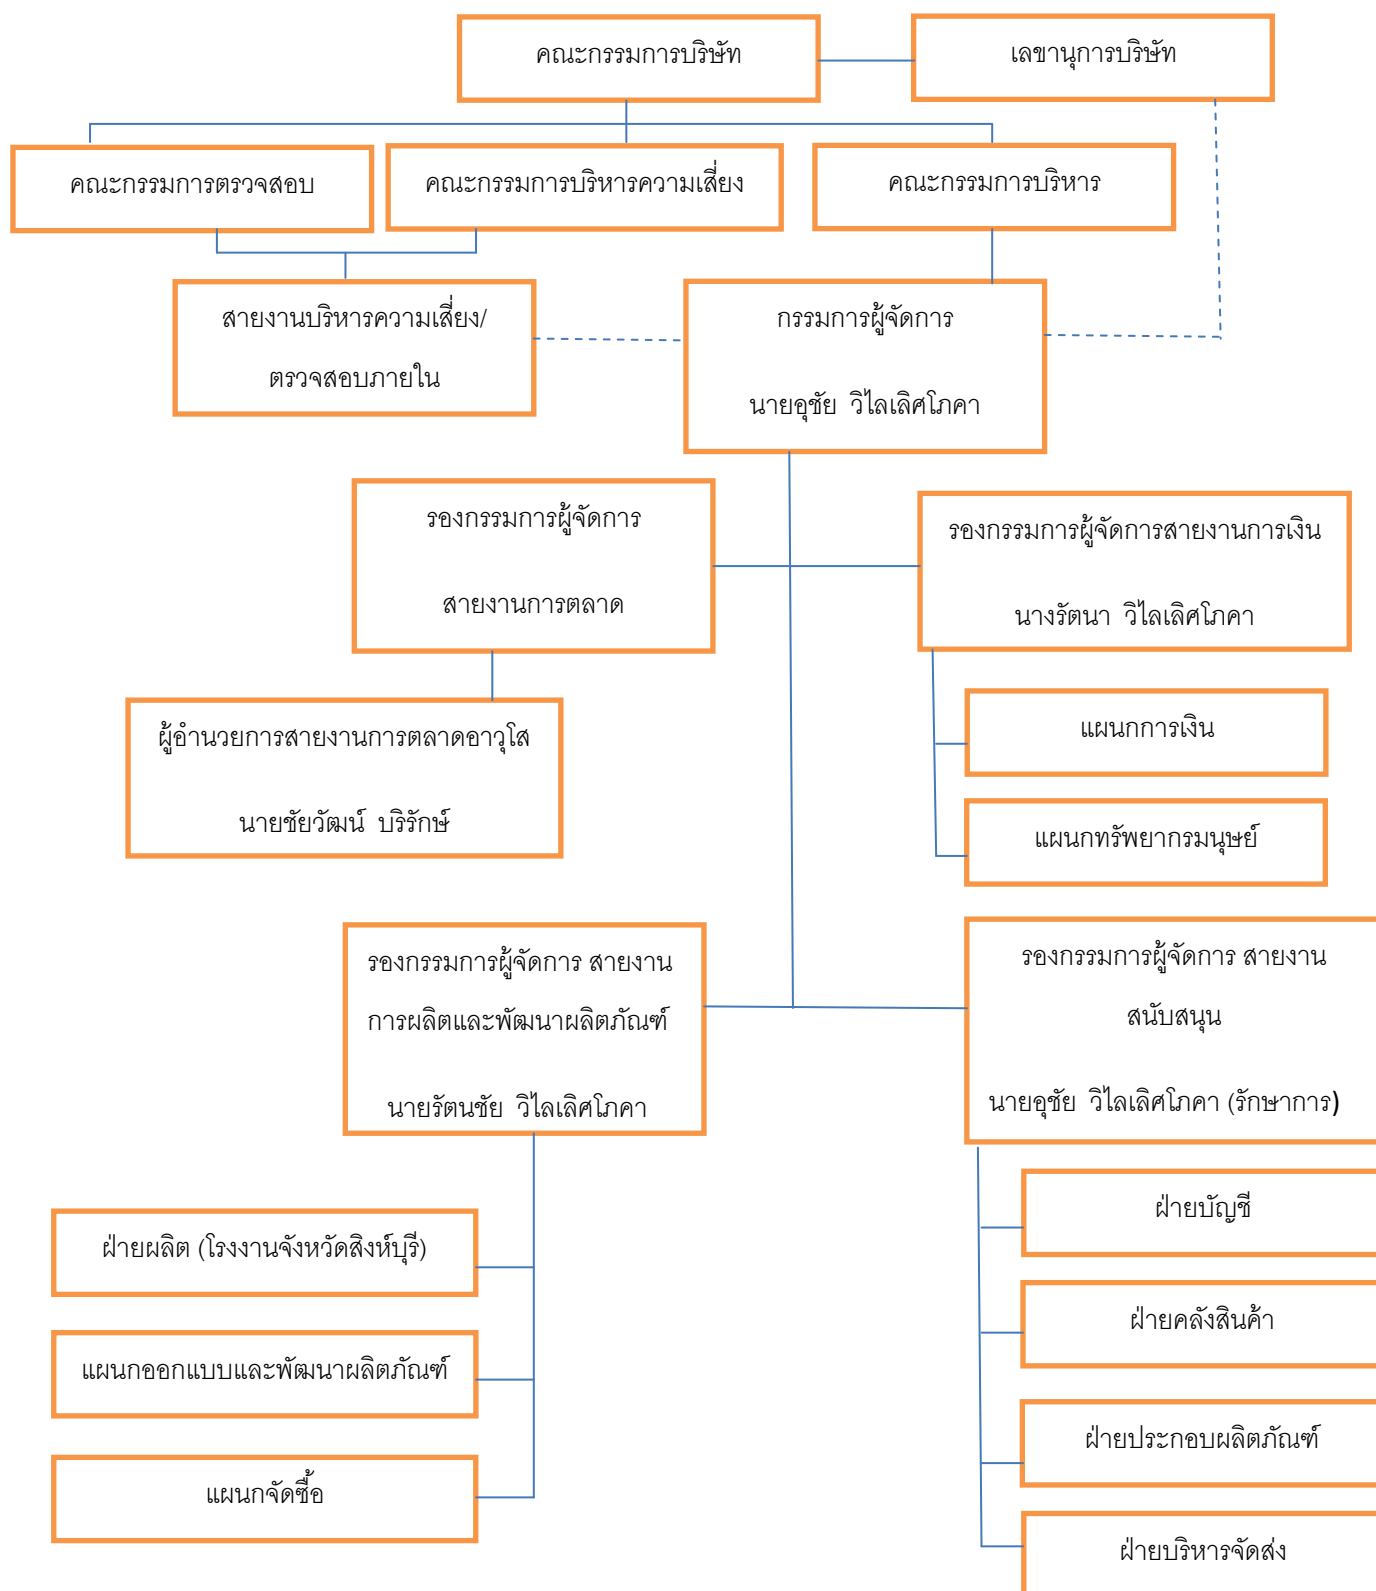 คณะกรรมการบริษัท
เลขานุการบริษัท
คณะกรรมการตรวจสอบ
คณะกรรมการบริหารความเสี่ยง
คณะกรรมการบริหาร
สายงานบริหารความเสี่ยง/
ตรวจสอบภายใน
กรรมการผู้จัดการ
นายอุชัย วิไลเลิศโภคา
รองกรรมการผู้จัดการ
สายงานการตลาด
รองกรรมการผู้จัดการสายงานการเงิน
นางรัตนา วิไลเลิศโภคา
ผู้อำนวยการสายงานการตลาดอาวุโส
นายชัยวัฒน์ บริรักษ์
แผนกการเงิน
แผนกทรัพยากรมนุษย์
รองกรรมการผู้จัดการ สายงาน
การผลิตและพัฒนาผลิตภัณฑ์
นายรัตนชัย วิไลเลิศโภคา
รองกรรมการผู้จัดการ สายงาน
สนับสนุน
นายอุชัย วิไลเลิศโภคา (รักษาการ)
ฝ่ายผลิต (โรงงานจังหวัดสิงห์บุรี)
แผนกออกแบบและพัฒนาผลิตภัณฑ์
แผนกจัดซื้อ
ฝ่ายบัญชี
ฝ่ายคลังสินค้า
ฝ่ายประกอบผลิตภัณฑ์
ฝ่ายบริหารจัดส่ง